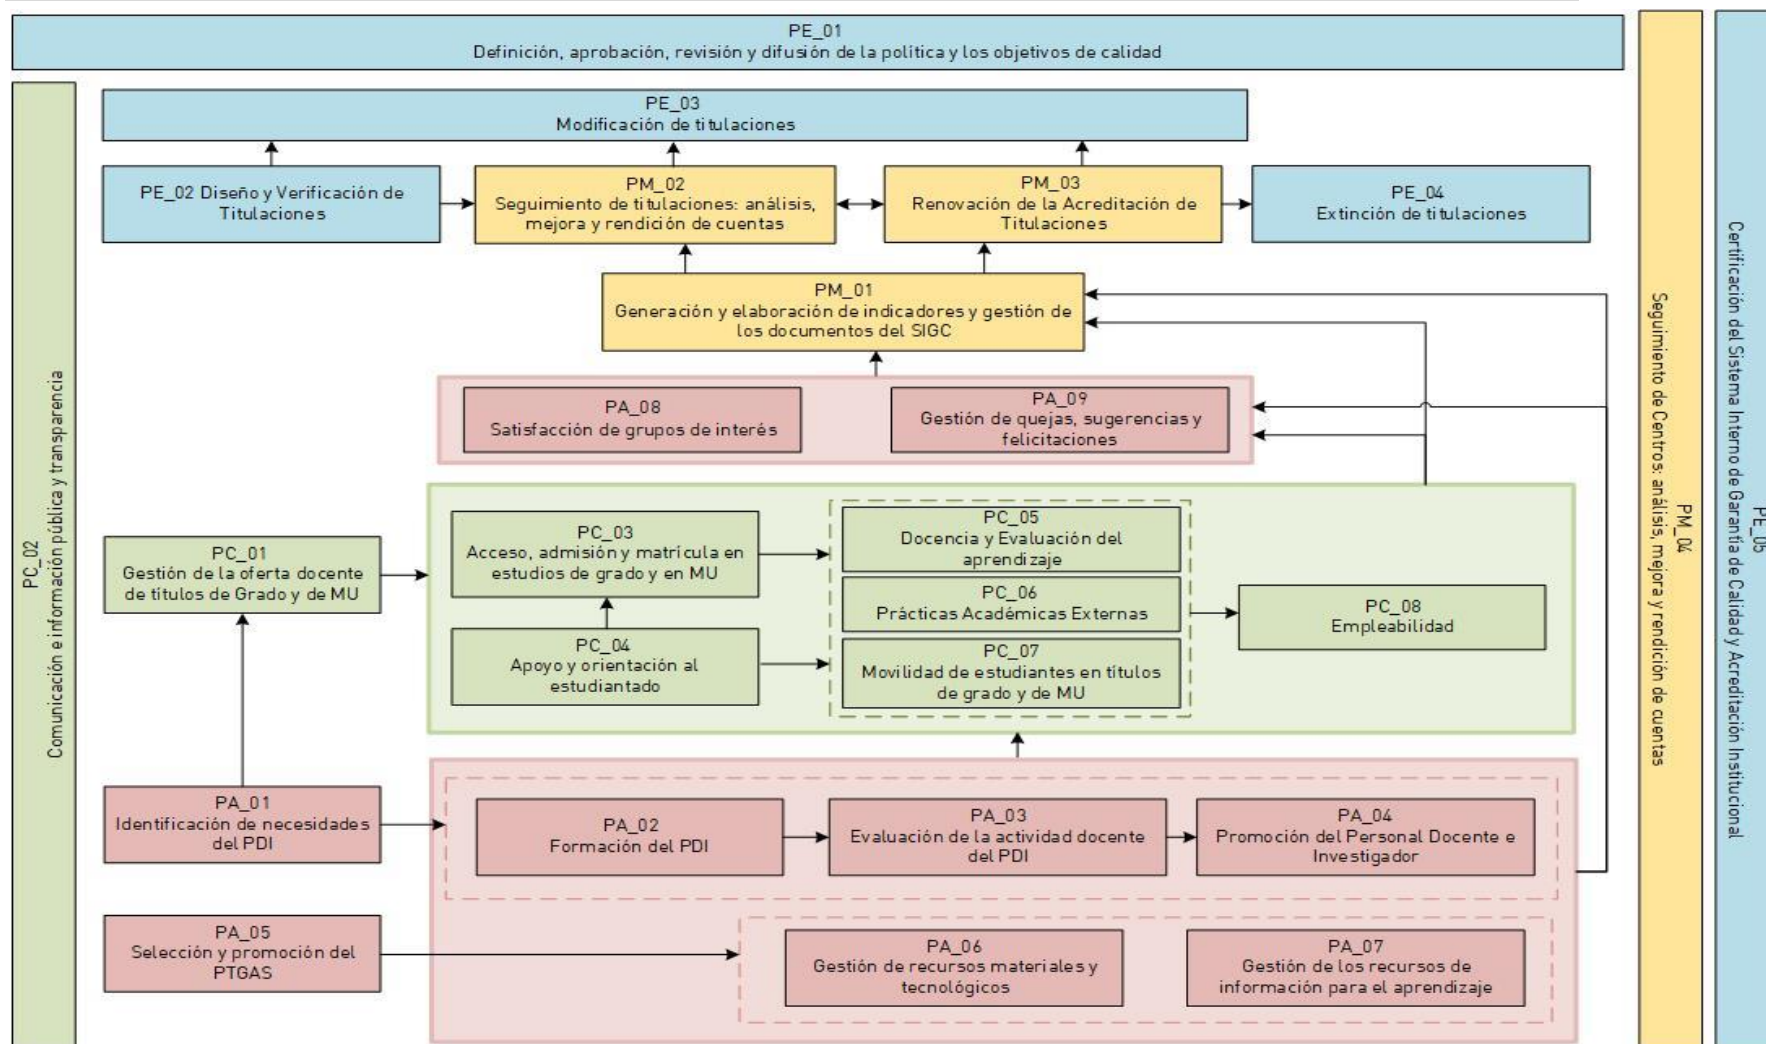 PE_01
Definición, aprobación, revisión y difusión de la política y los objetivos de calidad
PC_02
Comunicación e información pública y transparencia
PE_03
Modificación de titulaciones
PE_02 Diseño y Verificación de
Titulaciones
PM_02
Seguimiento de titulaciones: análisis,
mejora y rendición de cuentas
PM_03
Renovación de la Acreditación de
Titulaciones
PE_04
Extinción de titulaciones
PM_01
Generación y elaboración de indicadores y gestión de
los documentos del SIGC
PA_08
Satisfacción de grupos de interés
PA_09
Gestión de quejas, sugerencias y
felicitaciones
PC_01
Gestión de la oferta docente
de títulos de Grado y de MU
PC_03
Acceso, admisión y matrícula en
estudios de grado y en MU
PC_04
Apoyo y orientación al
estudiantado
PC_05
Docencia y Evaluación del
aprendizaje
PC_06
Prácticas Académicas Externas
PC_07
Movilidad de estudiantes en títulos
de grado y de MU
PC_08
Empleabilidad
PA_01
Identificación de necesidades
del PDI
PA_02
Formación del PDI
PA_03
Evaluación de la actividad docente
del PDI
PA_04
Promoción del Personal Docente e
Investigador
PA_05
Selección y promoción del
PTGAS
PA_06
Gestión de recursos materiales y
tecnológicos
PA_07
Gestión de los recursos de
información para el aprendizaje
PM_04
Seguimiento de Centros: análisis, mejora y rendición de cuentas
PE_05
Certificación del Sistema Interno de Garantía de Calidad y Acreditación Institucional